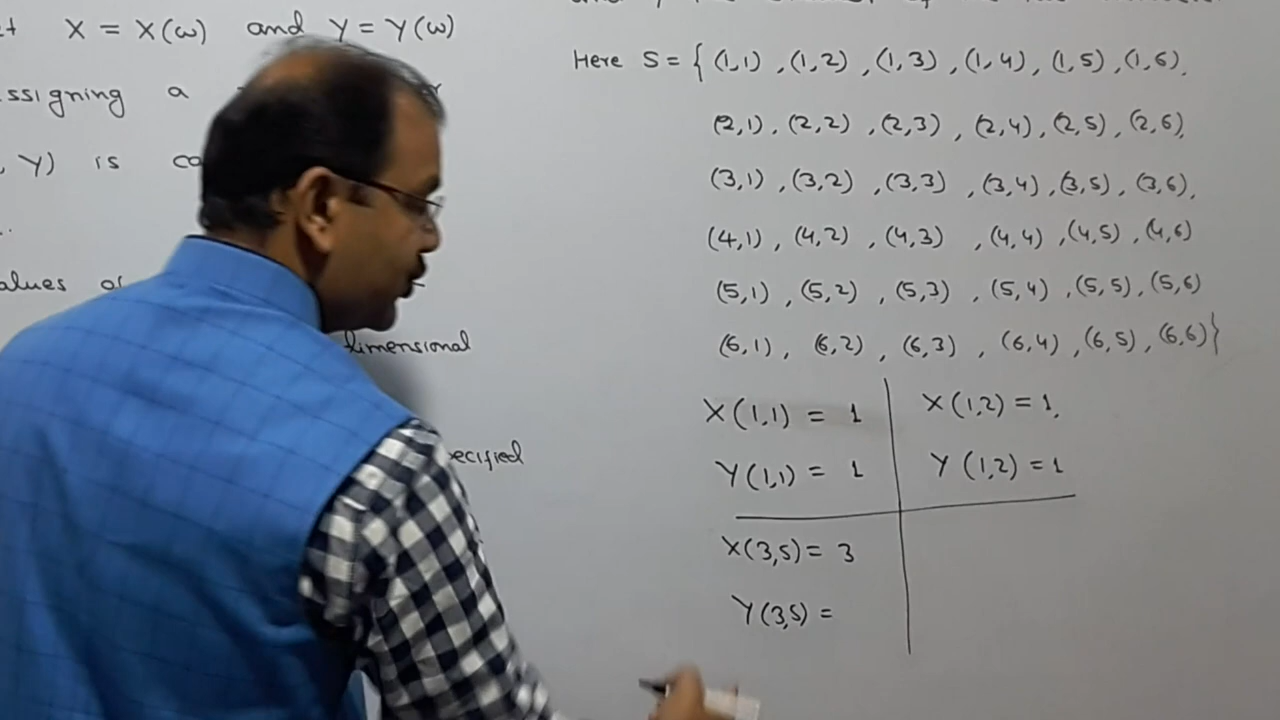 X = X(ω) and Y = Y(ω)
ssigning a
, Y) is
alues of
dimensional
ecified
Here S = { (1,1) , (1,2) , (1,3) , (1,4) , (1,5) , (1,6) ,
(2,1) , (2,2) , (2,3) , (2,4) , (2,5) , (2,6) ,
(3,1) , (3,2) , (3,3) , (3,4) , (3,5) , (3,6) ,
(4,1) , (4,2) , (4,3) , (4,4) , (4,5) , (4,6)
(5,1) , (5,2) , (5,3) , (5,4) , (5,5) , (5,6)
(6,1) , (6,2) , (6,3) , (6,4) , (6,5) , (6,6) }
X(1,1) = 1
Y(1,1) = 1
X(1,2) = 1,
Y(1,2) = 1
X(3,5) = 3
Y(3,5) =